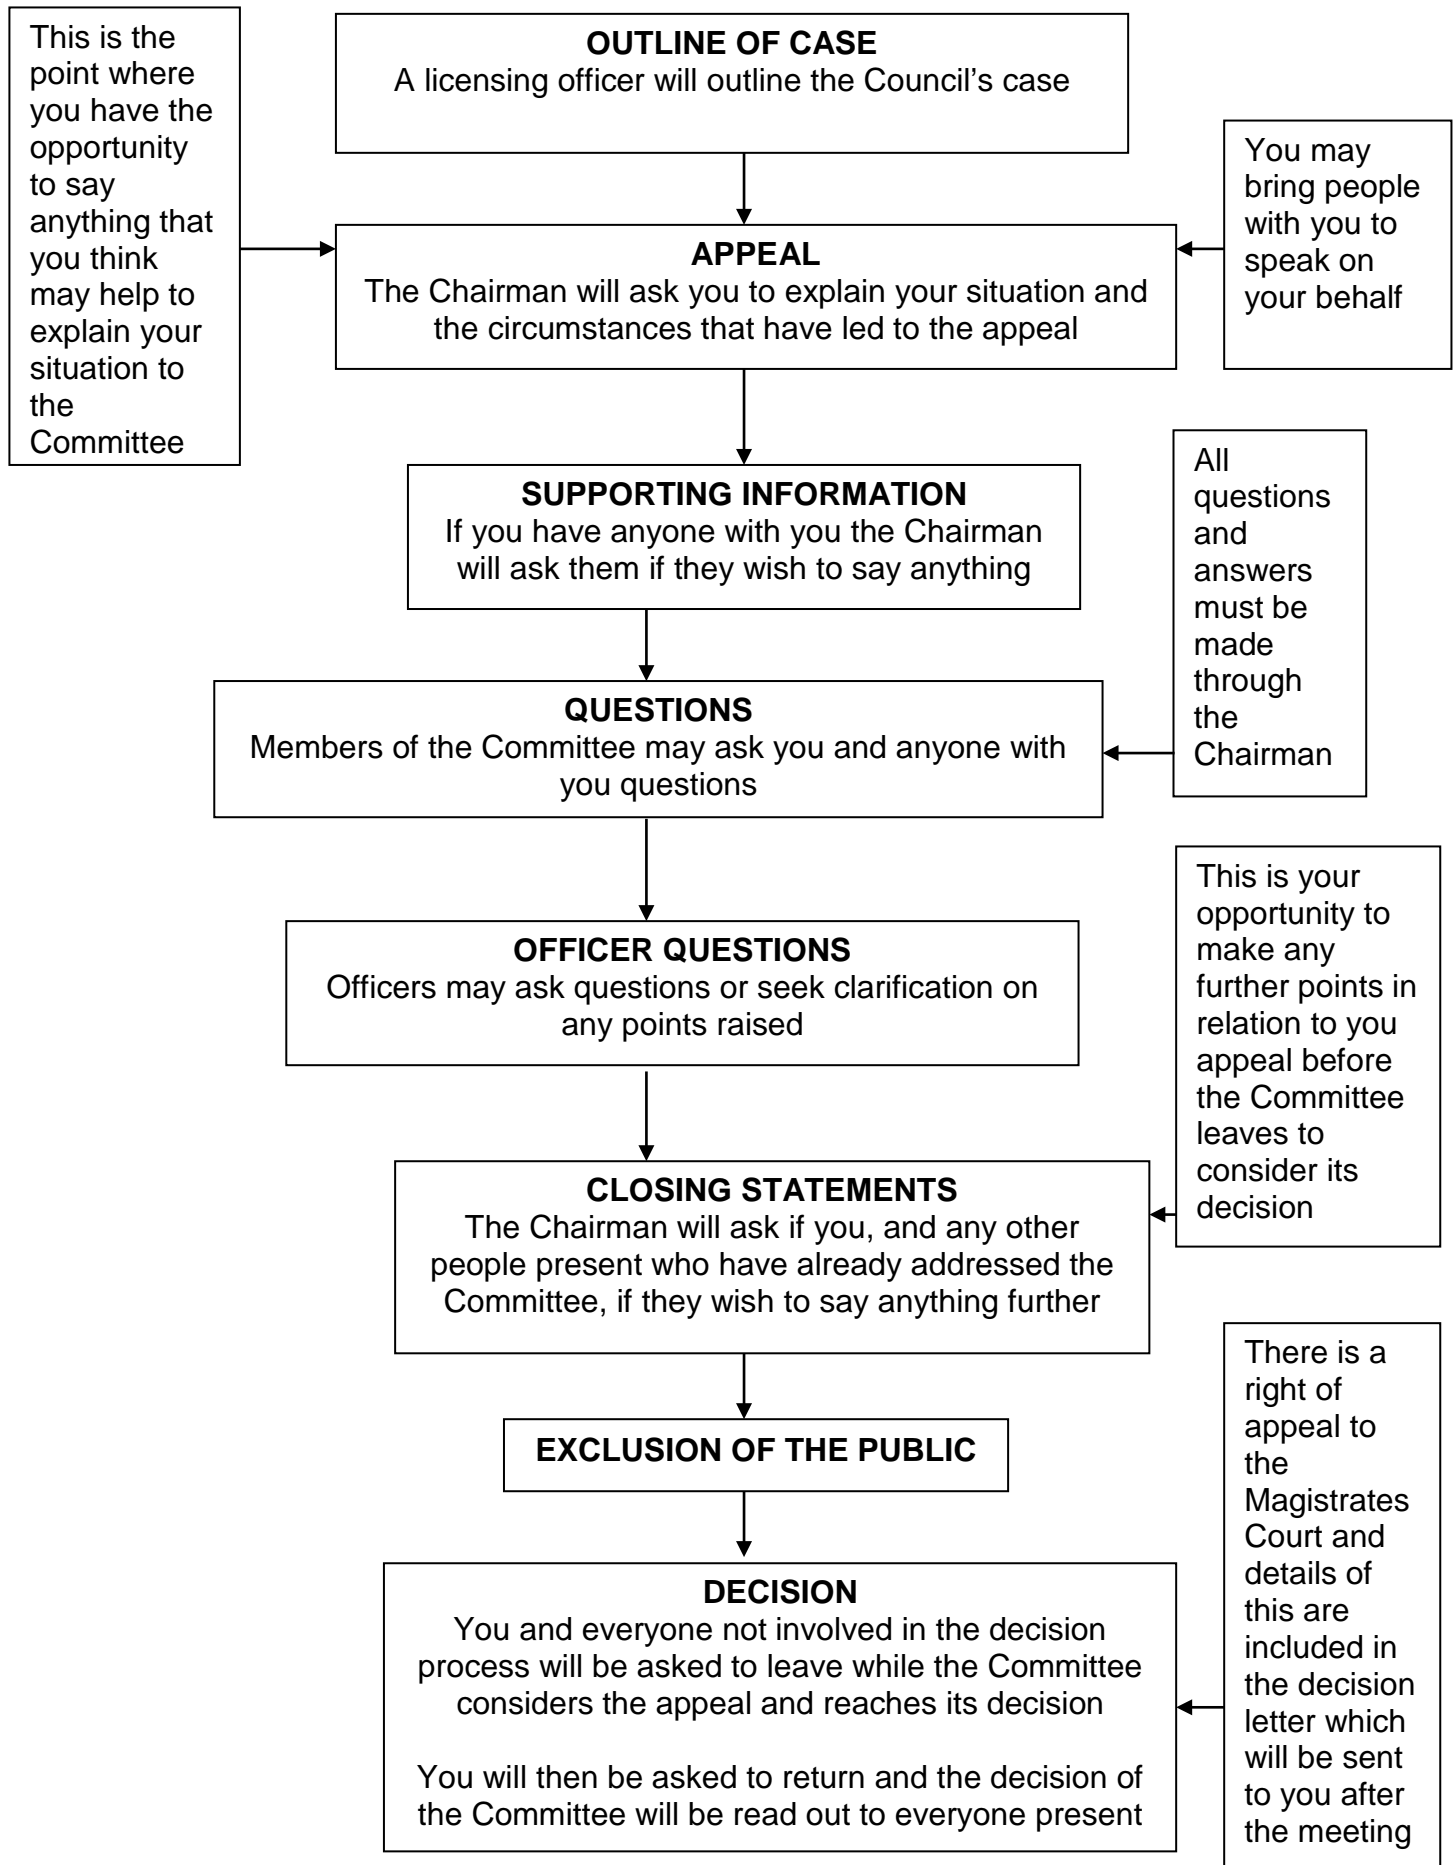 This is the
point where
you have the
opportunity
to say
anything that
you think
may help to
explain your
situation to
the
Committee
OUTLINE OF CASE
A licensing officer will outline the Council's case
You may
bring people
with you to
speak on
your behalf
APPEAL
The Chairman will ask you to explain your situation and
the circumstances that have led to the appeal
SUPPORTING INFORMATION
If you have anyone with you the Chairman
will ask them if they wish to say anything
All
questions
and
answers
must be
made
through
the
Chairman
QUESTIONS
Members of the Committee may ask you and anyone with
you questions
OFFICER QUESTIONS
Officers may ask questions or seek clarification on
any points raised
This is your
opportunity to
make any
further points in
relation to you
appeal before
the Committee
leaves to
consider its
decision
CLOSING STATEMENTS
The Chairman will ask if you, and any other
people present who have already addressed the
Committee, if they wish to say anything further
EXCLUSION OF THE PUBLIC
There is a
right of
appeal to
the
Magistrates
Court and
details of
this are
included in
the decision
letter which
will be sent
to you after
the meeting
DECISION
You and everyone not involved in the decision
process will be asked to leave while the Committee
considers the appeal and reaches its decision
You will then be asked to return and the decision of
the Committee will be read out to everyone present